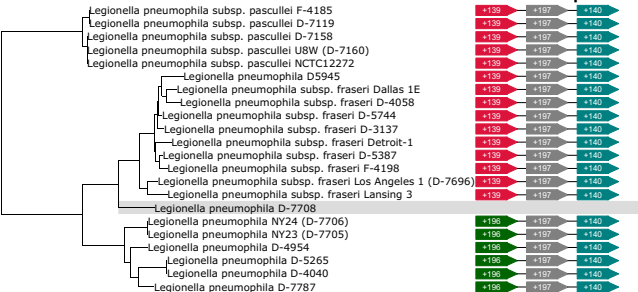 Legionella pneumophila subsp. pascullei F-4185 +139 +197 +140
Legionella pneumophila subsp. pascullei D-7119 +139 +197 +140
Legionella pneumophila subsp. pascullei D-7158 +139 +197 +140
Legionella pneumophila subsp. pascullei U8W (D-7160) +139 +197 +140
Legionella pneumophila subsp. pascullei NCTC12272 +139 +197 +140
Legionella pneumophila D5945 +139 +197 +140
Legionella pneumophila subsp. fraseri Dallas 1E +139 +197 +140
Legionella pneumophila subsp. fraseri D-4058 +139 +197 +140
Legionella pneumophila subsp. fraseri D-5744 +139 +197 +140
Legionella pneumophila subsp. fraseri D-3137 +139 +197 +140
Legionella pneumophila subsp. fraseri Detroit-1 +139 +197 +140
Legionella pneumophila subsp. fraseri D-5387 +139 +197 +140
Legionella pneumophila subsp. fraseri F-4198 +139 +197 +140
Legionella pneumophila subsp. fraseri Los Angeles 1 (D-7696) +139 +197 +140
Legionella pneumophila subsp. fraseri Lansing 3 +139 +197 +140
Legionella pneumophila D-7708
Legionella pneumophila NY24 (D-7706) +196 +197 +140
Legionella pneumophila NY23 (D-7705) +196 +197 +140
Legionella pneumophila D-4954 +196 +197 +140
Legionella pneumophila D-5265 +196 +197 +140
Legionella pneumophila D-4040 +196 +197 +140
Legionella pneumophila D-7787 +196 +197 +140